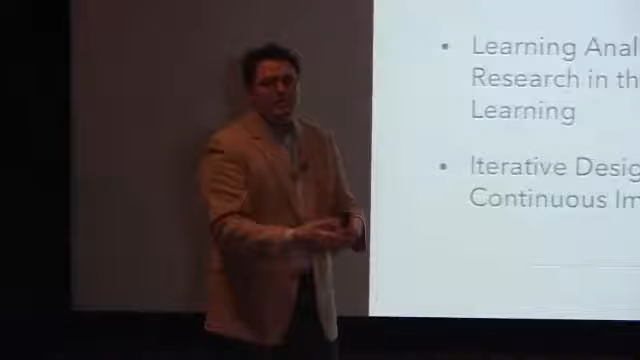 Learning Anal
Research in th
Learning
Iterative Desig
Continuous Im